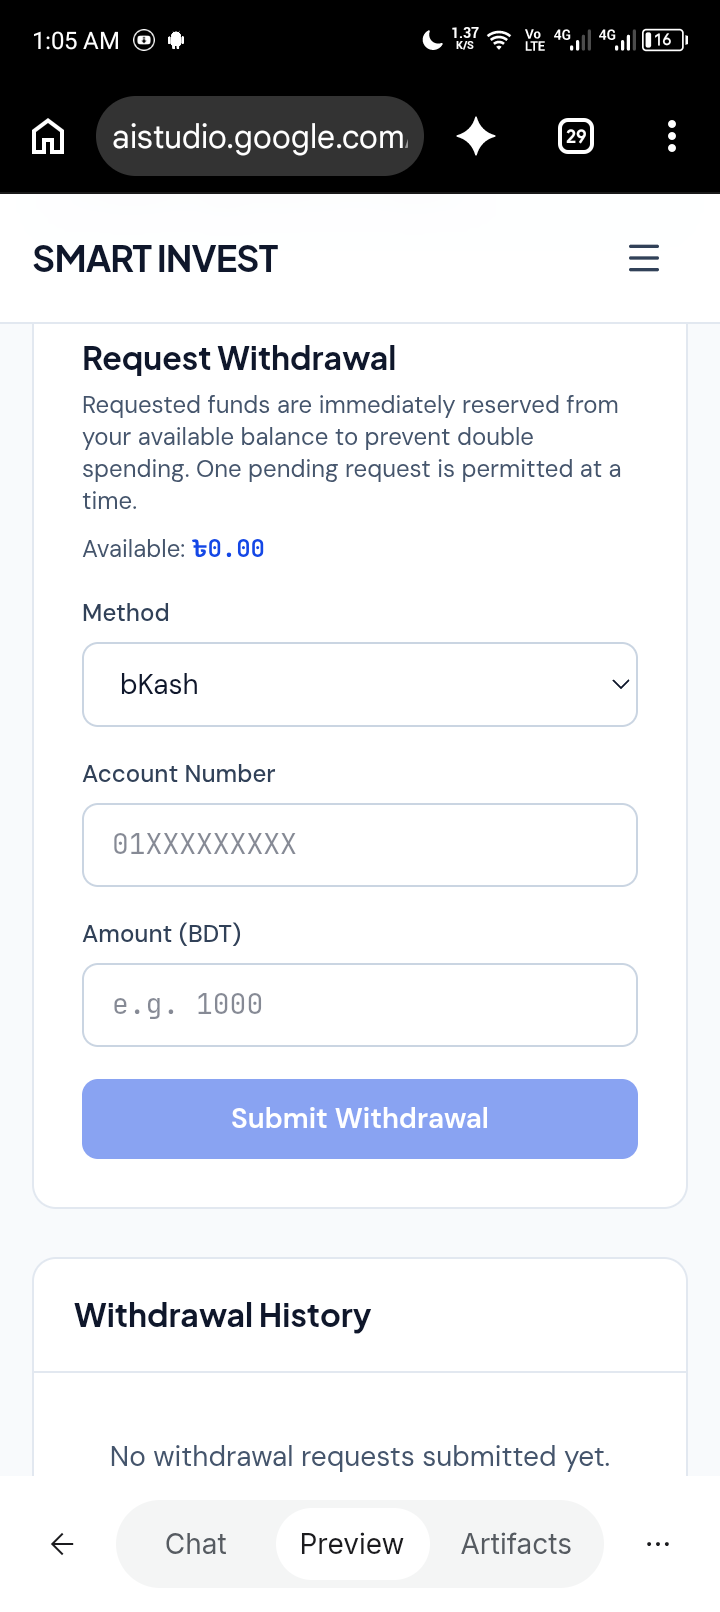 1:05 AM
1.37 K/S
Vo LTE
4G
4G
16
aistudio.google.com/
29
SMART INVEST
Request Withdrawal
Requested funds are immediately reserved from
your available balance to prevent double
spending. One pending request is permitted at a
time.
Available: ৳0.00
Method
bKash
Account Number
01XXXXXXXXX
Amount (BDT)
e.g. 1000
Submit Withdrawal
Withdrawal History
No withdrawal requests submitted yet.
Chat
Preview
Artifacts